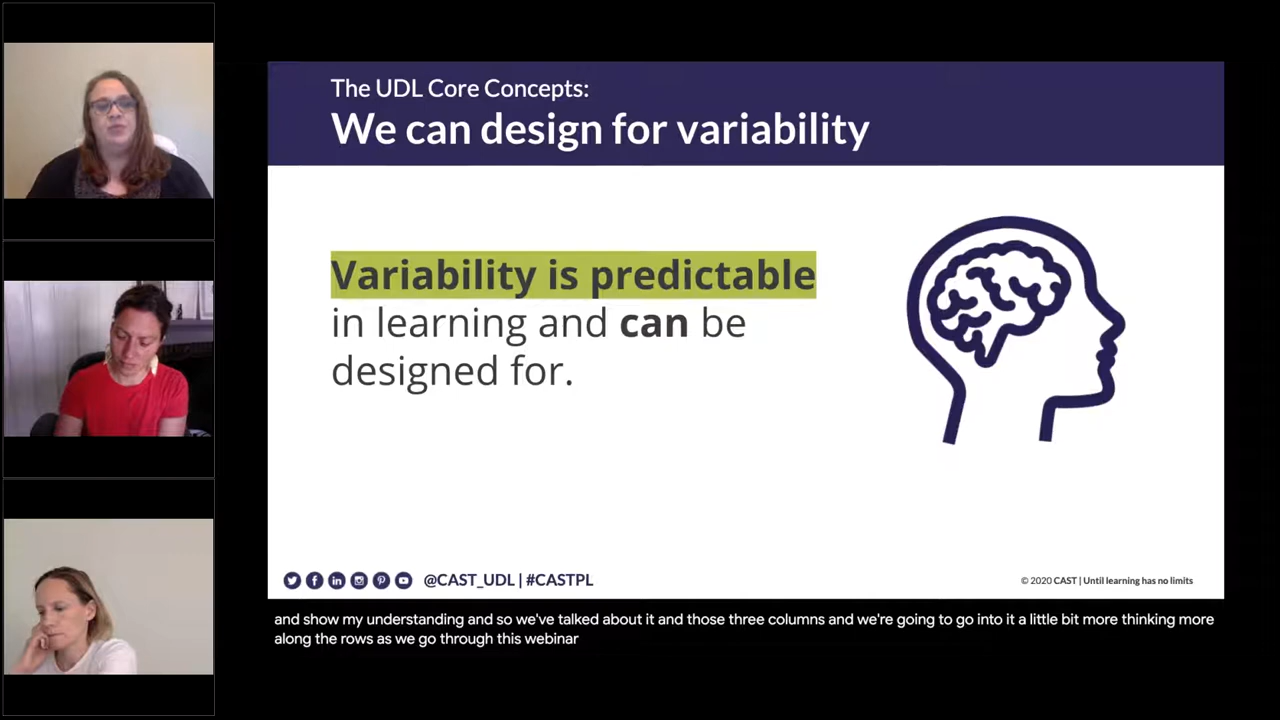 The UDL Core Concepts:
We can design for variability
Variability is predictable
in learning and can be
designed for.
@CAST_UDL | #CASTPL
© 2020 CAST | Until learning has no limits
and show my understanding and so we've talked about it and those three columns and we're going to go into it a little bit more thinking more
along the rows as we go through this webinar